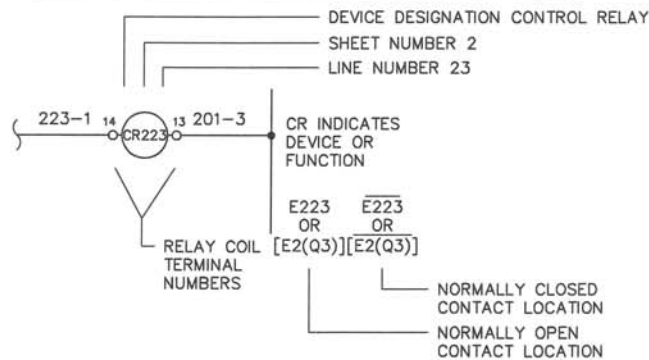 DEVICE DESIGNATION CONTROL RELAY
SHEET NUMBER 2
LINE NUMBER 23
223-1 14 CR223 13 201-3
CR INDICATES
DEVICE OR
FUNCTION
E223 E223
OR OR
[E2(Q3)] [E2(Q3)]
RELAY COIL
TERMINAL
NUMBERS
NORMALLY CLOSED
CONTACT LOCATION
NORMALLY OPEN
CONTACT LOCATION